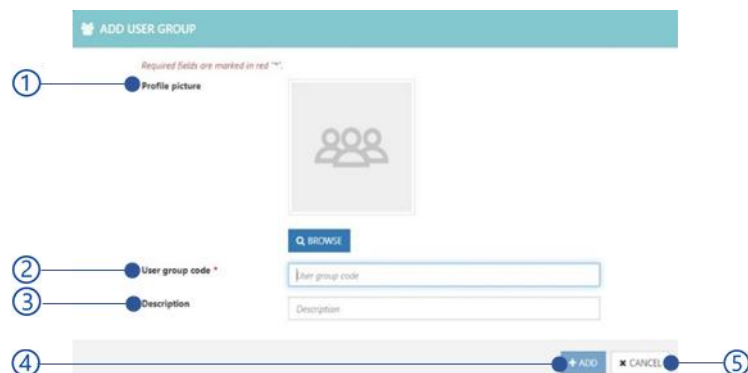 ADD USER GROUP
Required fields are marked in red "*".
1
Profile picture
BROWSE
2
User group code *
User group code
3
Description
Description
4
+ ADD
✖ CANCEL
5